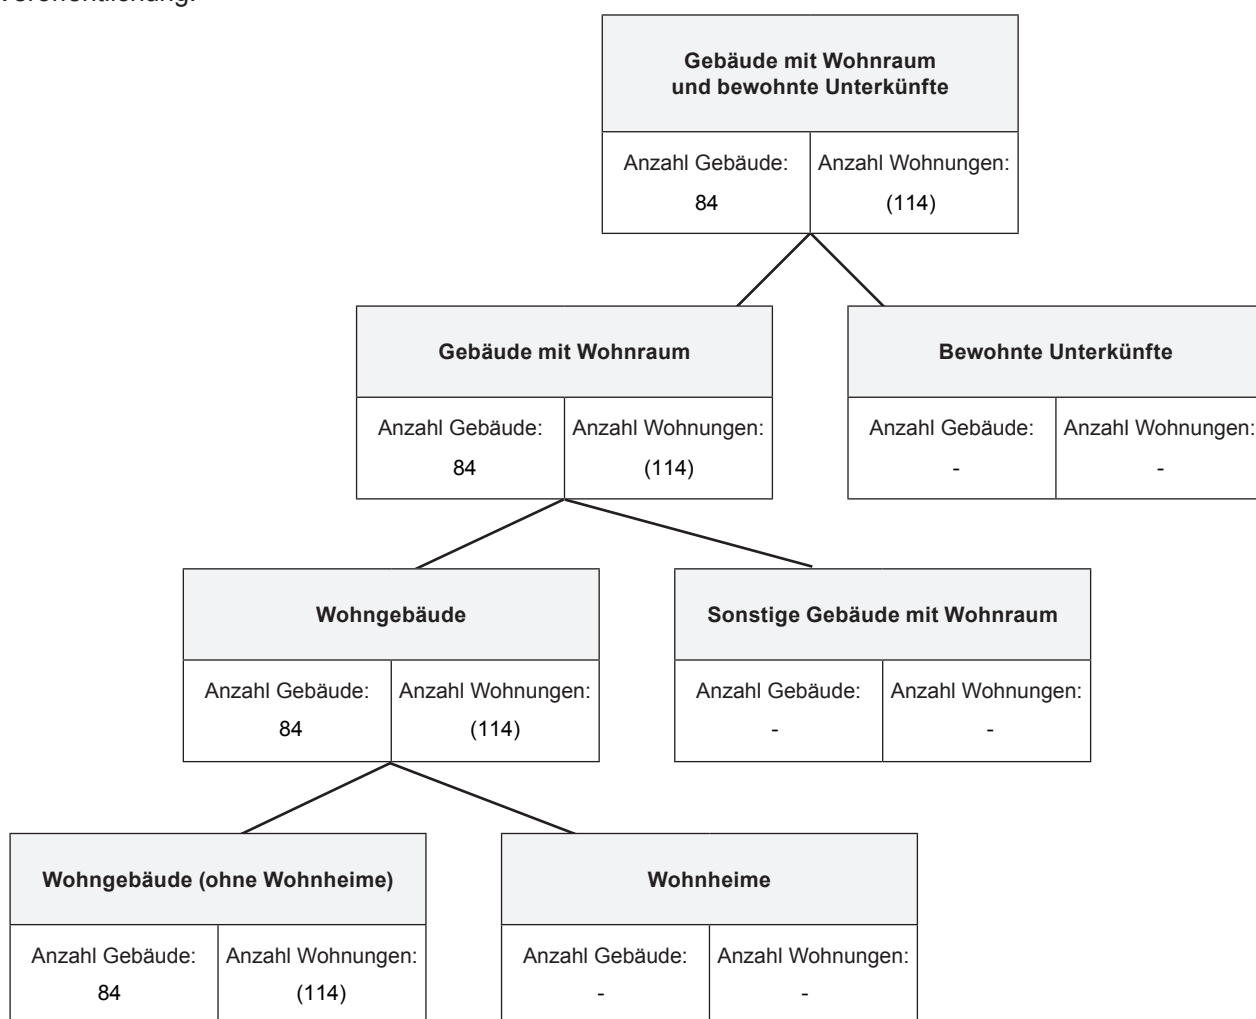 Veröffentlichung.
Gebäude mit Wohnraum
und bewohnte Unterkünfte
Anzahl Gebäude: Anzahl Wohnungen:
84 (114)
Gebäude mit Wohnraum
Anzahl Gebäude: Anzahl Wohnungen:
84 (114)
Bewohnte Unterkünfte
Anzahl Gebäude: Anzahl Wohnungen:
- -
Wohngebäude
Anzahl Gebäude: Anzahl Wohnungen:
84 (114)
Sonstige Gebäude mit Wohnraum
Anzahl Gebäude: Anzahl Wohnungen:
- -
Wohngebäude (ohne Wohnheime)
Anzahl Gebäude: Anzahl Wohnungen:
84 (114)
Wohnheime
Anzahl Gebäude: Anzahl Wohnungen:
- -